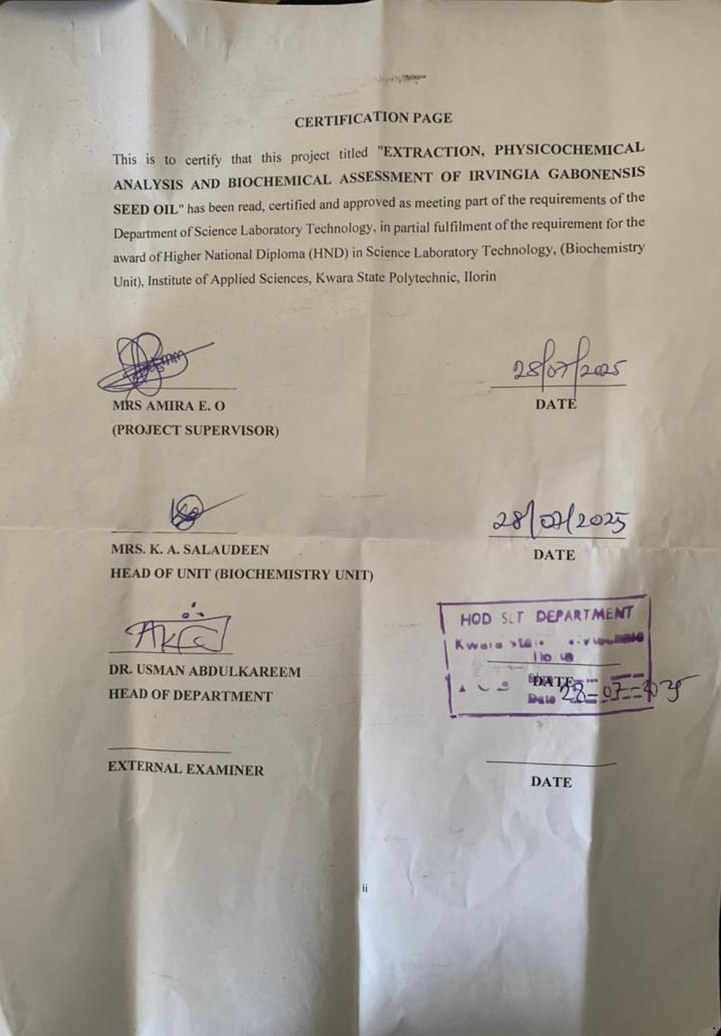 CERTIFICATION PAGE
This is to certify that this project titled "EXTRACTION, PHYSICOCHEMICAL
ANALYSIS AND BIOCHEMICAL ASSESSMENT OF IRVINGIA GABONENSIS
SEED OIL" has been read, certified and approved as meeting part of the requirements of the
Department of Science Laboratory Technology, in partial fulfilment of the requirement for the
award of Higher National Diploma (HND) in Science Laboratory Technology, (Biochemistry
Unit), Institute of Applied Sciences, Kwara State Polytechnic, Ilorin
28/07/2025
MRS AMIRA E. O
DATE
(PROJECT SUPERVISOR)
28/07/2025
MRS. K. A. SALAUDEEN
DATE
HEAD OF UNIT (BIOCHEMISTRY UNIT)
HOD SLT DEPARTMENT
Kwara
DR. USMAN ABDULKAREEM
DATE
HEAD OF DEPARTMENT
Date 28-07-2025
EXTERNAL EXAMINER
DATE
ii